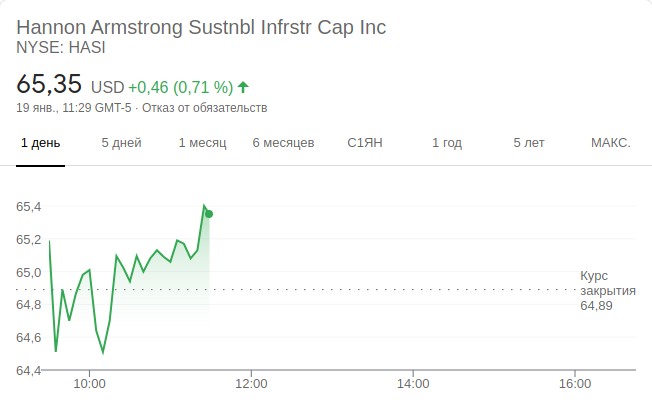 Hannon Armstrong Sustnbl Infrstr Cap Inc
NYSE: HASI
65,35 USD +0,46 (0,71 %)
19 янв., 11:29 GMT-5 · Отказ от обязательств
1 день 5 дней 1 месяц 6 месяцев С1ЯН 1 год 5 лет МАКС.
65,4
65,2
65,0
64,8
64,6
64,4
Курс
закрытия
64,89
10:00 12:00 14:00 16:00